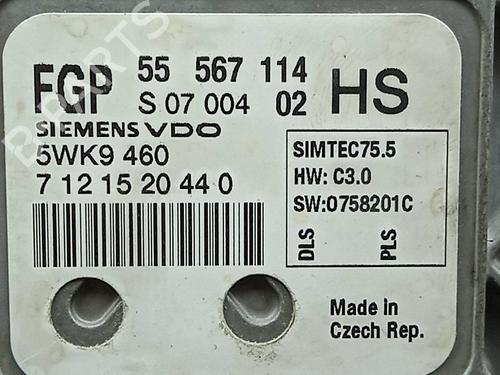 FGP 55 567 114 HS
S 07 004 02
SIEMENS VDO
5WK9 460
7 12 15 20 44 0
SIMTEC75.5
HW: C3.0
SW:0758201C
DLS PLS
Made in
Czech Rep.